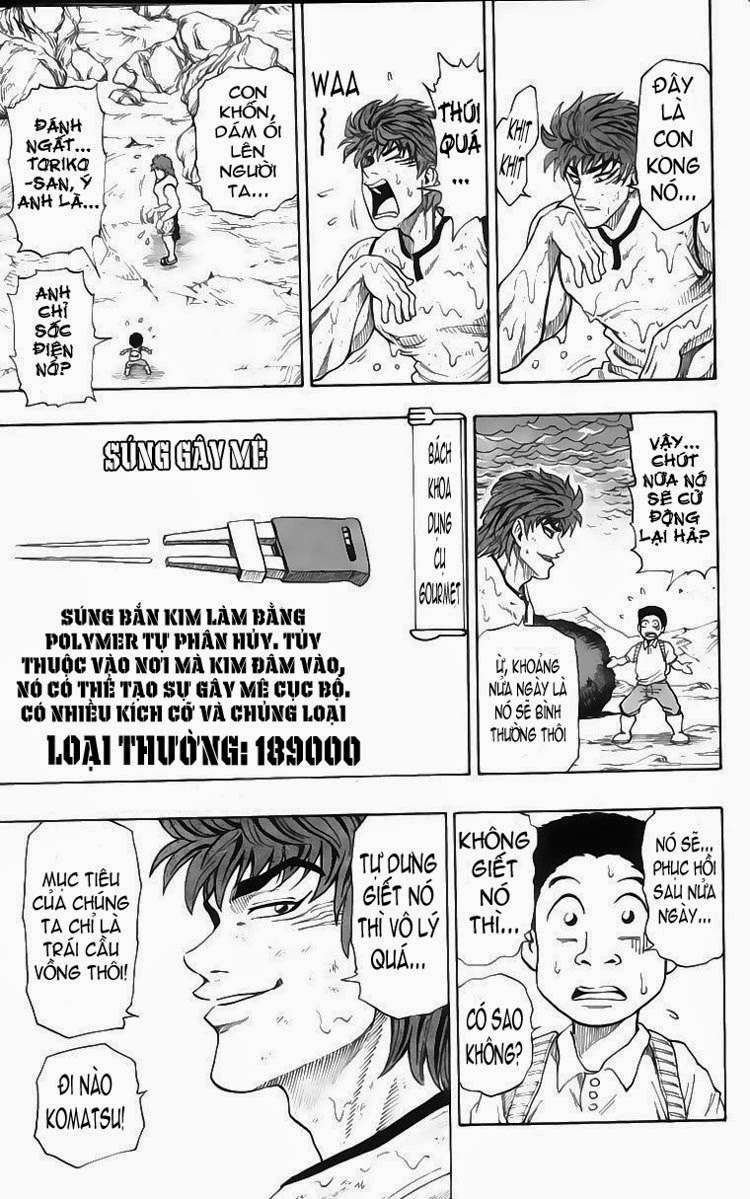 ĐÂY
LÀ
CON
KONG
NÓ...
KHỊT
KHỊT
THÚI
QUÁ
...
WAA
CON
KHỐN,
DÁM ÓI
LÊN
NGƯỜI
TA...
ĐÁNH
NGẤT...
TORIKO
-SAN, Ý
ANH LÀ...
ANH
CHỈ
SỐC
ĐIỆN
NÓ?
VẬY...
CHÚT
NỮA NÓ
SẼ CỬ
ĐỘNG
LẠI HẢ?
Ừ, KHOẢNG
NỬA NGÀY LÀ
NÓ SẼ BÌNH
THƯỜNG THÔI
BÁCH
KHOA
DỤNG
CỤ
GOURMET
SÚNG GÂY MÊ
SÚNG BẮN KIM LÀM BẰNG
POLYMER TỰ PHÂN HỦY. TÙY
THUỘC VÀO NƠI MÀ KIM ĐÂM VÀO,
NÓ CÓ THỂ TẠO SỰ GÂY MÊ CỤC BỘ.
CÓ NHIỀU KÍCH CỠ VÀ CHỦNG LOẠI
LOẠI THƯỜNG: 189000
NÓ SẼ...
PHỤC HỒI
SAU NỬA
NGÀY...
KHÔNG
GIẾT
NÓ
THÌ...
CÓ SAO
KHÔNG?
TỰ DƯNG
GIẾT NÓ
THÌ VÔ LÝ
QUÁ...
MỤC TIÊU
CỦA CHÚNG
TA CHỈ LÀ
TRÁI CẦU
VỒNG THÔI!
ĐI NÀO
KOMATSU!